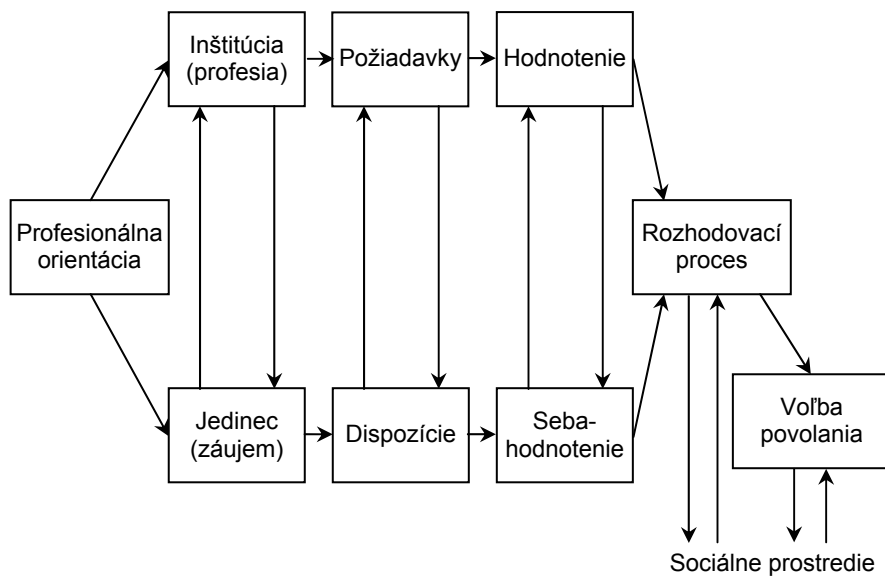 Inštitúcia
(profesia)
Požiadavky
Hodnotenie
Profesionálna
orientácia
Rozhodovací
proces
Jedinec
(záujem)
Dispozície
Seba-
hodnotenie
Voľba
povolania
Sociálne prostredie